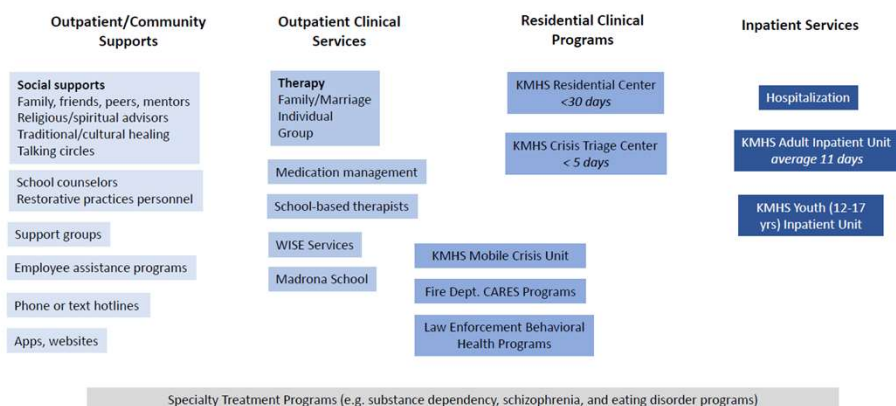 Outpatient/Community
Supports
Social supports
Family, friends, peers, mentors
Religious/spiritual advisors
Traditional/cultural healing
Talking circles
School counselors
Restorative practices personnel
Support groups
Employee assistance programs
Phone or text hotlines
Apps, websites
Outpatient Clinical
Services
Therapy
Family/Marriage
Individual
Group
Medication management
School-based therapists
WISE Services
Madrona School
Residential Clinical
Programs
KMHS Residential Center
<30 days
KMHS Crisis Triage Center
< 5 days
KMHS Mobile Crisis Unit
Fire Dept. CARES Programs
Law Enforcement Behavioral
Health Programs
Inpatient Services
Hospitalization
KMHS Adult Inpatient Unit
average 11 days
KMHS Youth (12-17
yrs) Inpatient Unit
Specialty Treatment Programs (e.g. substance dependency, schizophrenia, and eating disorder programs)